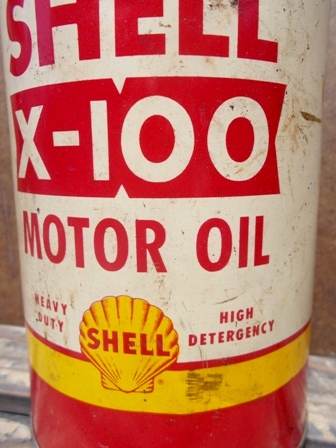 SHELL
X-100
MOTOR OIL
HEAVY
DUTY
SHELL
HIGH
DETERGENCY